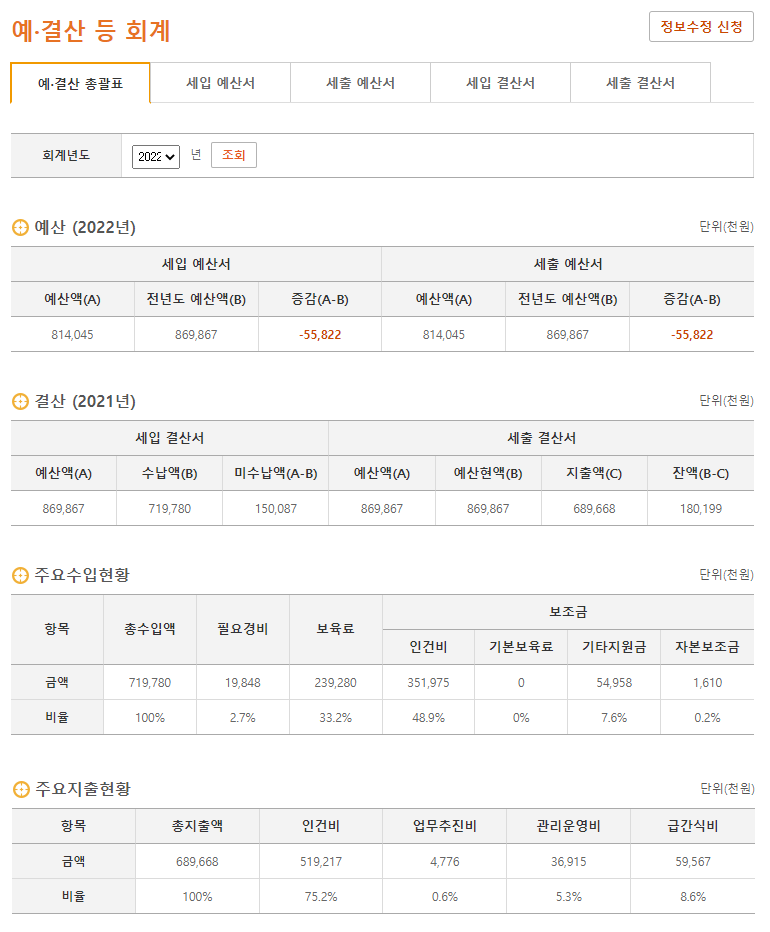 예·결산 등 회계
정보수정 신청
예·결산 총괄표 세입 예산서 세출 예산서 세입 결산서 세출 결산서
회계년도 2022 년 조회
예산 (2022년) 단위(천원)
세입 예산서 세출 예산서
예산액(A) 전년도 예산액(B) 증감(A-B) 예산액(A) 전년도 예산액(B) 증감(A-B)
814,045 869,867 -55,822 814,045 869,867 -55,822
결산 (2021년) 단위(천원)
세입 결산서 세출 결산서
예산액(A) 수납액(B) 미수납액(A-B) 예산액(A) 예산현액(B) 지출액(C) 잔액(B-C)
869,867 719,780 150,087 869,867 869,867 689,668 180,199
주요수입현황 단위(천원)
항목 총수입액 필요경비 보육료 보조금
인건비 기본보육료 기타지원금 자본보조금
금액 719,780 19,848 239,280 351,975 0 54,958 1,610
비율 100% 2.7% 33.2% 48.9% 0% 7.6% 0.2%
주요지출현황 단위(천원)
항목 총지출액 인건비 업무추진비 관리운영비 급간식비
금액 689,668 519,217 4,776 36,915 59,567
비율 100% 75.2% 0.6% 5.3% 8.6%